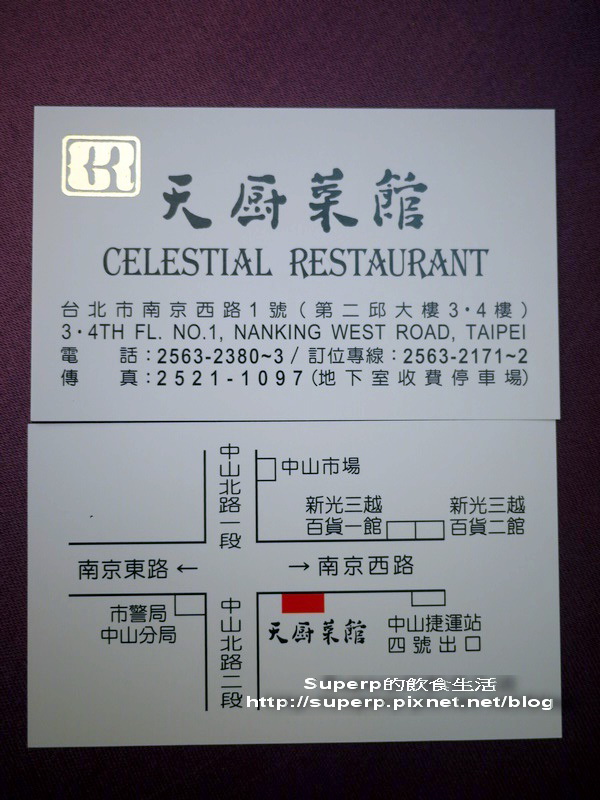 天厨菜館
CELESTIAL RESTAURANT
台北市南京西路1號(第二邱大樓3·4樓)
3·4TH FL. NO.1, NANKING WEST ROAD, TAIPEI
電話:2563-2380~3/訂位專線:2563-2171~2
傳真:2521-1097(地下室收費停車場)
中山北路一段
中山市場
新光三越
百貨一館
新光三越
百貨二館
南京東路←
→南京西路
市警局
中山分局
中山北路二段
天厨菜館
中山捷運站
四號出口
Superp的飲食生活
http://superp.pixnet.net/blog